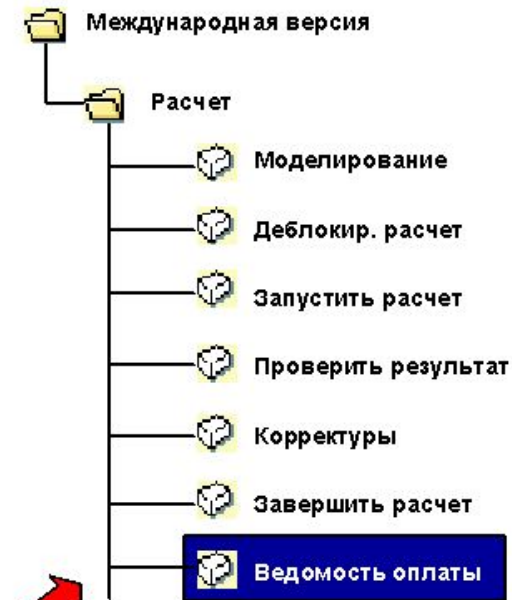 Международная версия
Расчет
Моделирование
Деблокир. расчет
Запустить расчет
Проверить результат
Корректуры
Завершить расчет
Ведомость оплаты